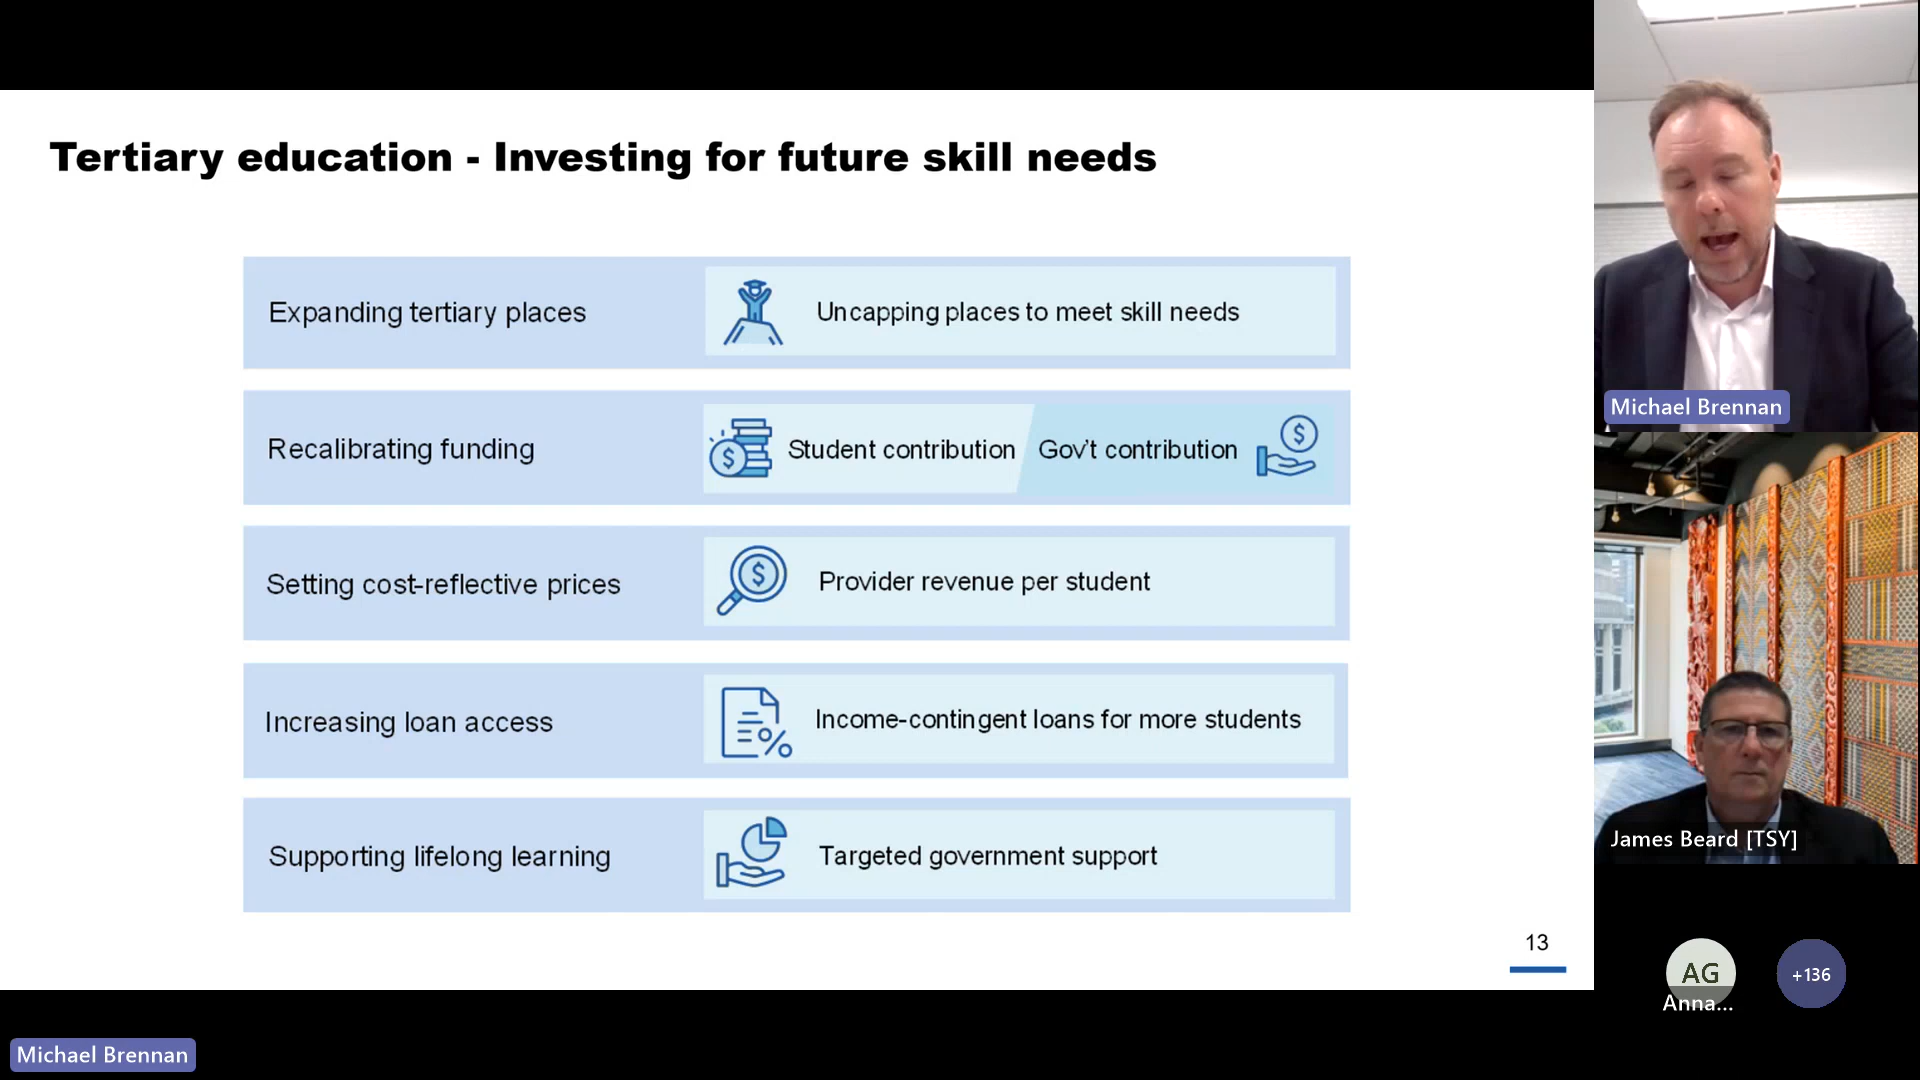 Tertiary education - Investing for future skill needs
Expanding tertiary places
Uncapping places to meet skill needs
Recalibrating funding
Student contribution
Gov't contribution
Setting cost-reflective prices
Provider revenue per student
Increasing loan access
Income-contingent loans for more students
Supporting lifelong learning
Targeted government support
13
Michael Brennan
Michael Brennan
James Beard [TSY]
AG
Anna...
+136